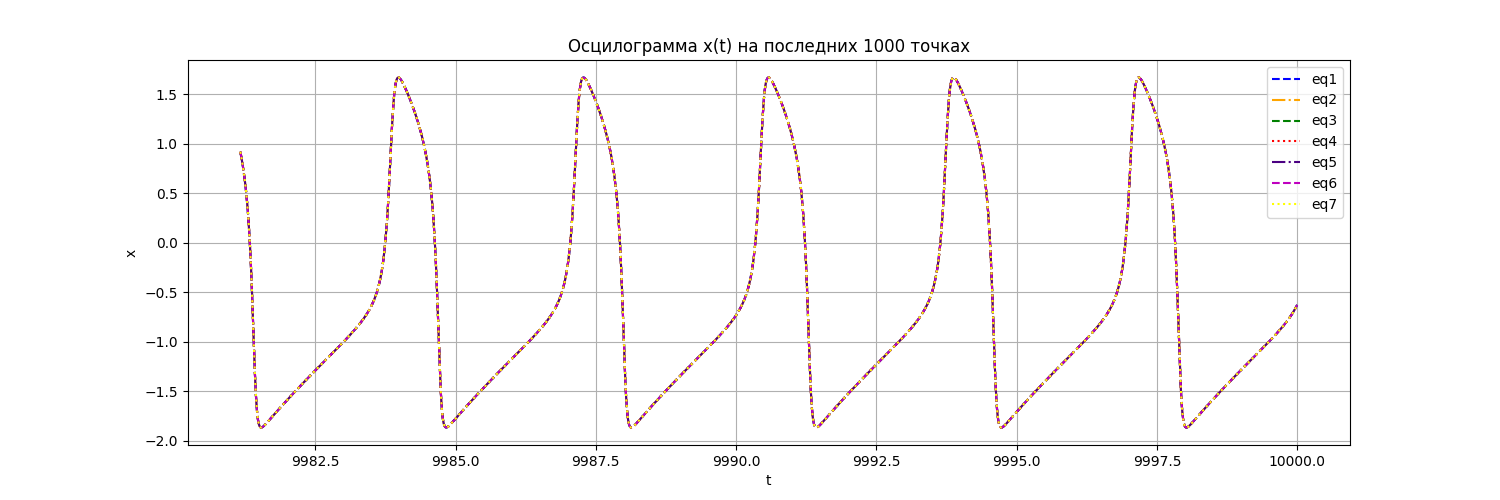 Осцилограмма x(t) на последних 1000 точках
x
1.5
1.0
0.5
0.0
−0.5
−1.0
−1.5
−2.0
9982.5
9985.0
9987.5
9990.0
9992.5
9995.0
9997.5
10000.0
t
eq1
eq2
eq3
eq4
eq5
eq6
eq7